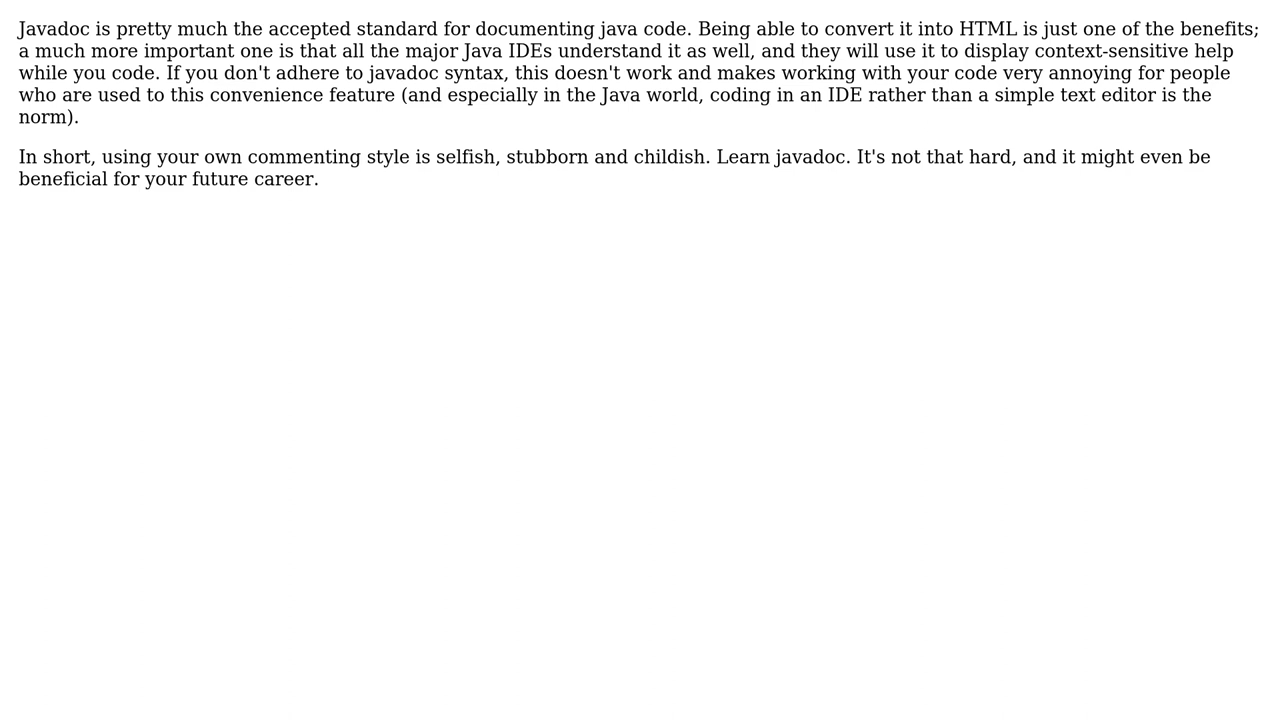 Javadoc is pretty much the accepted standard for documenting java code. Being able to convert it into HTML is just one of the benefits;
a much more important one is that all the major Java IDEs understand it as well, and they will use it to display context-sensitive help
while you code. If you don't adhere to javadoc syntax, this doesn't work and makes working with your code very annoying for people
who are used to this convenience feature (and especially in the Java world, coding in an IDE rather than a simple text editor is the
norm).
In short, using your own commenting style is selfish, stubborn and childish. Learn javadoc. It's not that hard, and it might even be
beneficial for your future career.